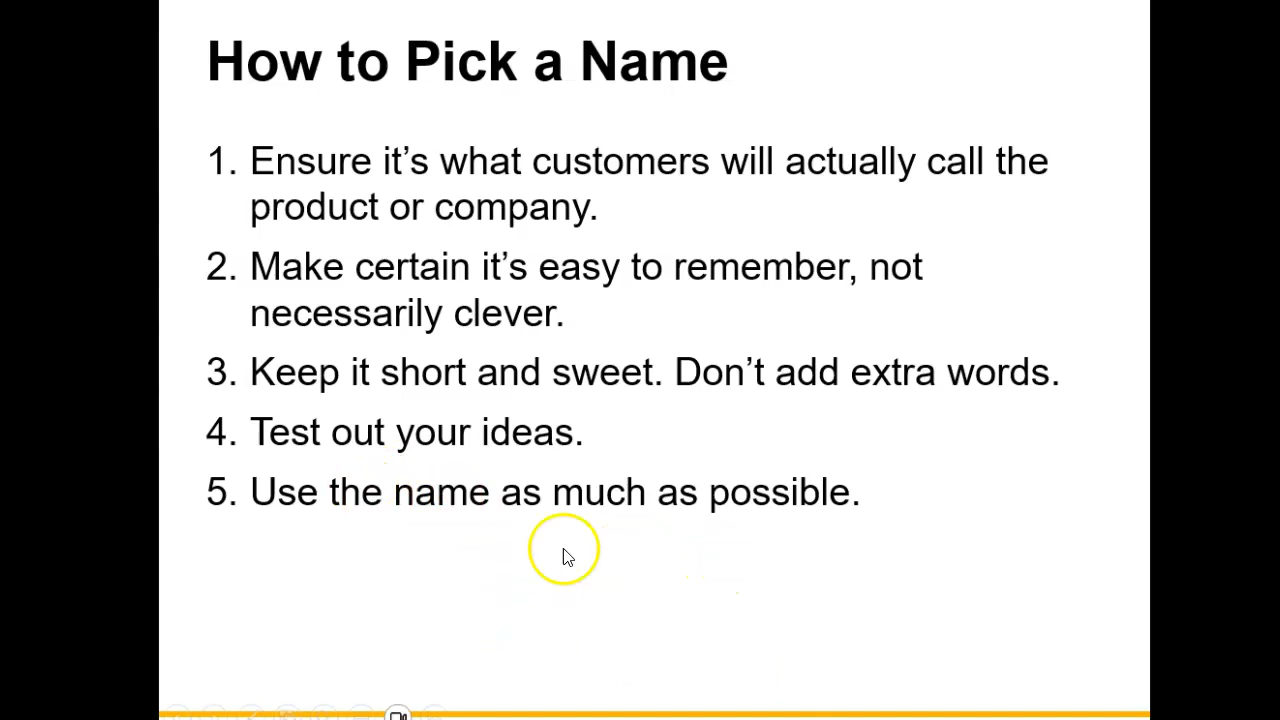 How to Pick a Name
1. Ensure it’s what customers will actually call the
product or company.
2. Make certain it’s easy to remember, not
necessarily clever.
3. Keep it short and sweet. Don’t add extra words.
4. Test out your ideas.
5. Use the name as much as possible.